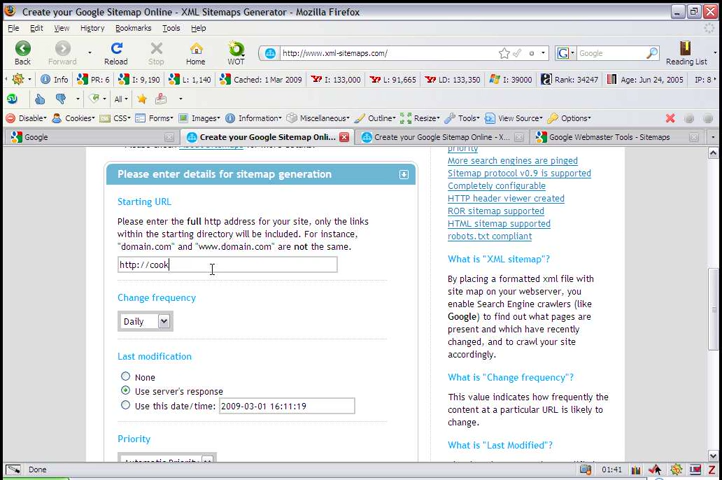 Create your Google Sitemap Online - XML Sitemaps Generator - Mozilla Firefox
File Edit View History Bookmarks Tools Help
Back Forward Reload Stop Home WOT http://www.xml-sitemaps.com/ Google Reading List
Info PR: 6 I: 9,190 L: 1,140 Cached: 1 Mar 2009 I: 133,000 L: 91,665 LD: 133,350 I: 39000 Rank: 34247 Age: Jun 24, 2005 IP: 8
All
Disable Cookies CSS Forms Images Information Miscellaneous Outline Resize Tools View Source Options
Google Create your Google Sitemap Onli... Create your Google Sitemap Online - X... Google Webmaster Tools - Sitemaps
Please enter details for sitemap generation
Starting URL
Please enter the full http address for your site, only the links
within the starting directory will be included. For instance,
"domain.com" and "www.domain.com" are not the same.
http://cook
Change frequency
Daily
Last modification
None
Use server's response
Use this date/time: 2009-03-01 16:11:19
Priority
Automatic Priority
priority
More search engines are pinged
Sitemap protocol v0.9 is supported
Completely configurable
HTTP header viewer created
ROR sitemap supported
HTML sitemap supported
robots.txt compliant
What is "XML sitemap"?
By placing a formatted xml file with
site map on your webserver, you
enable Search Engine crawlers (like
Google) to find out what pages are
present and which have recently
changed, and to crawl your site
accordingly.
What is "Change frequency"?
This value indicates how frequently the
content at a particular URL is likely to
change.
What is "Last Modified"?
Done 01:41